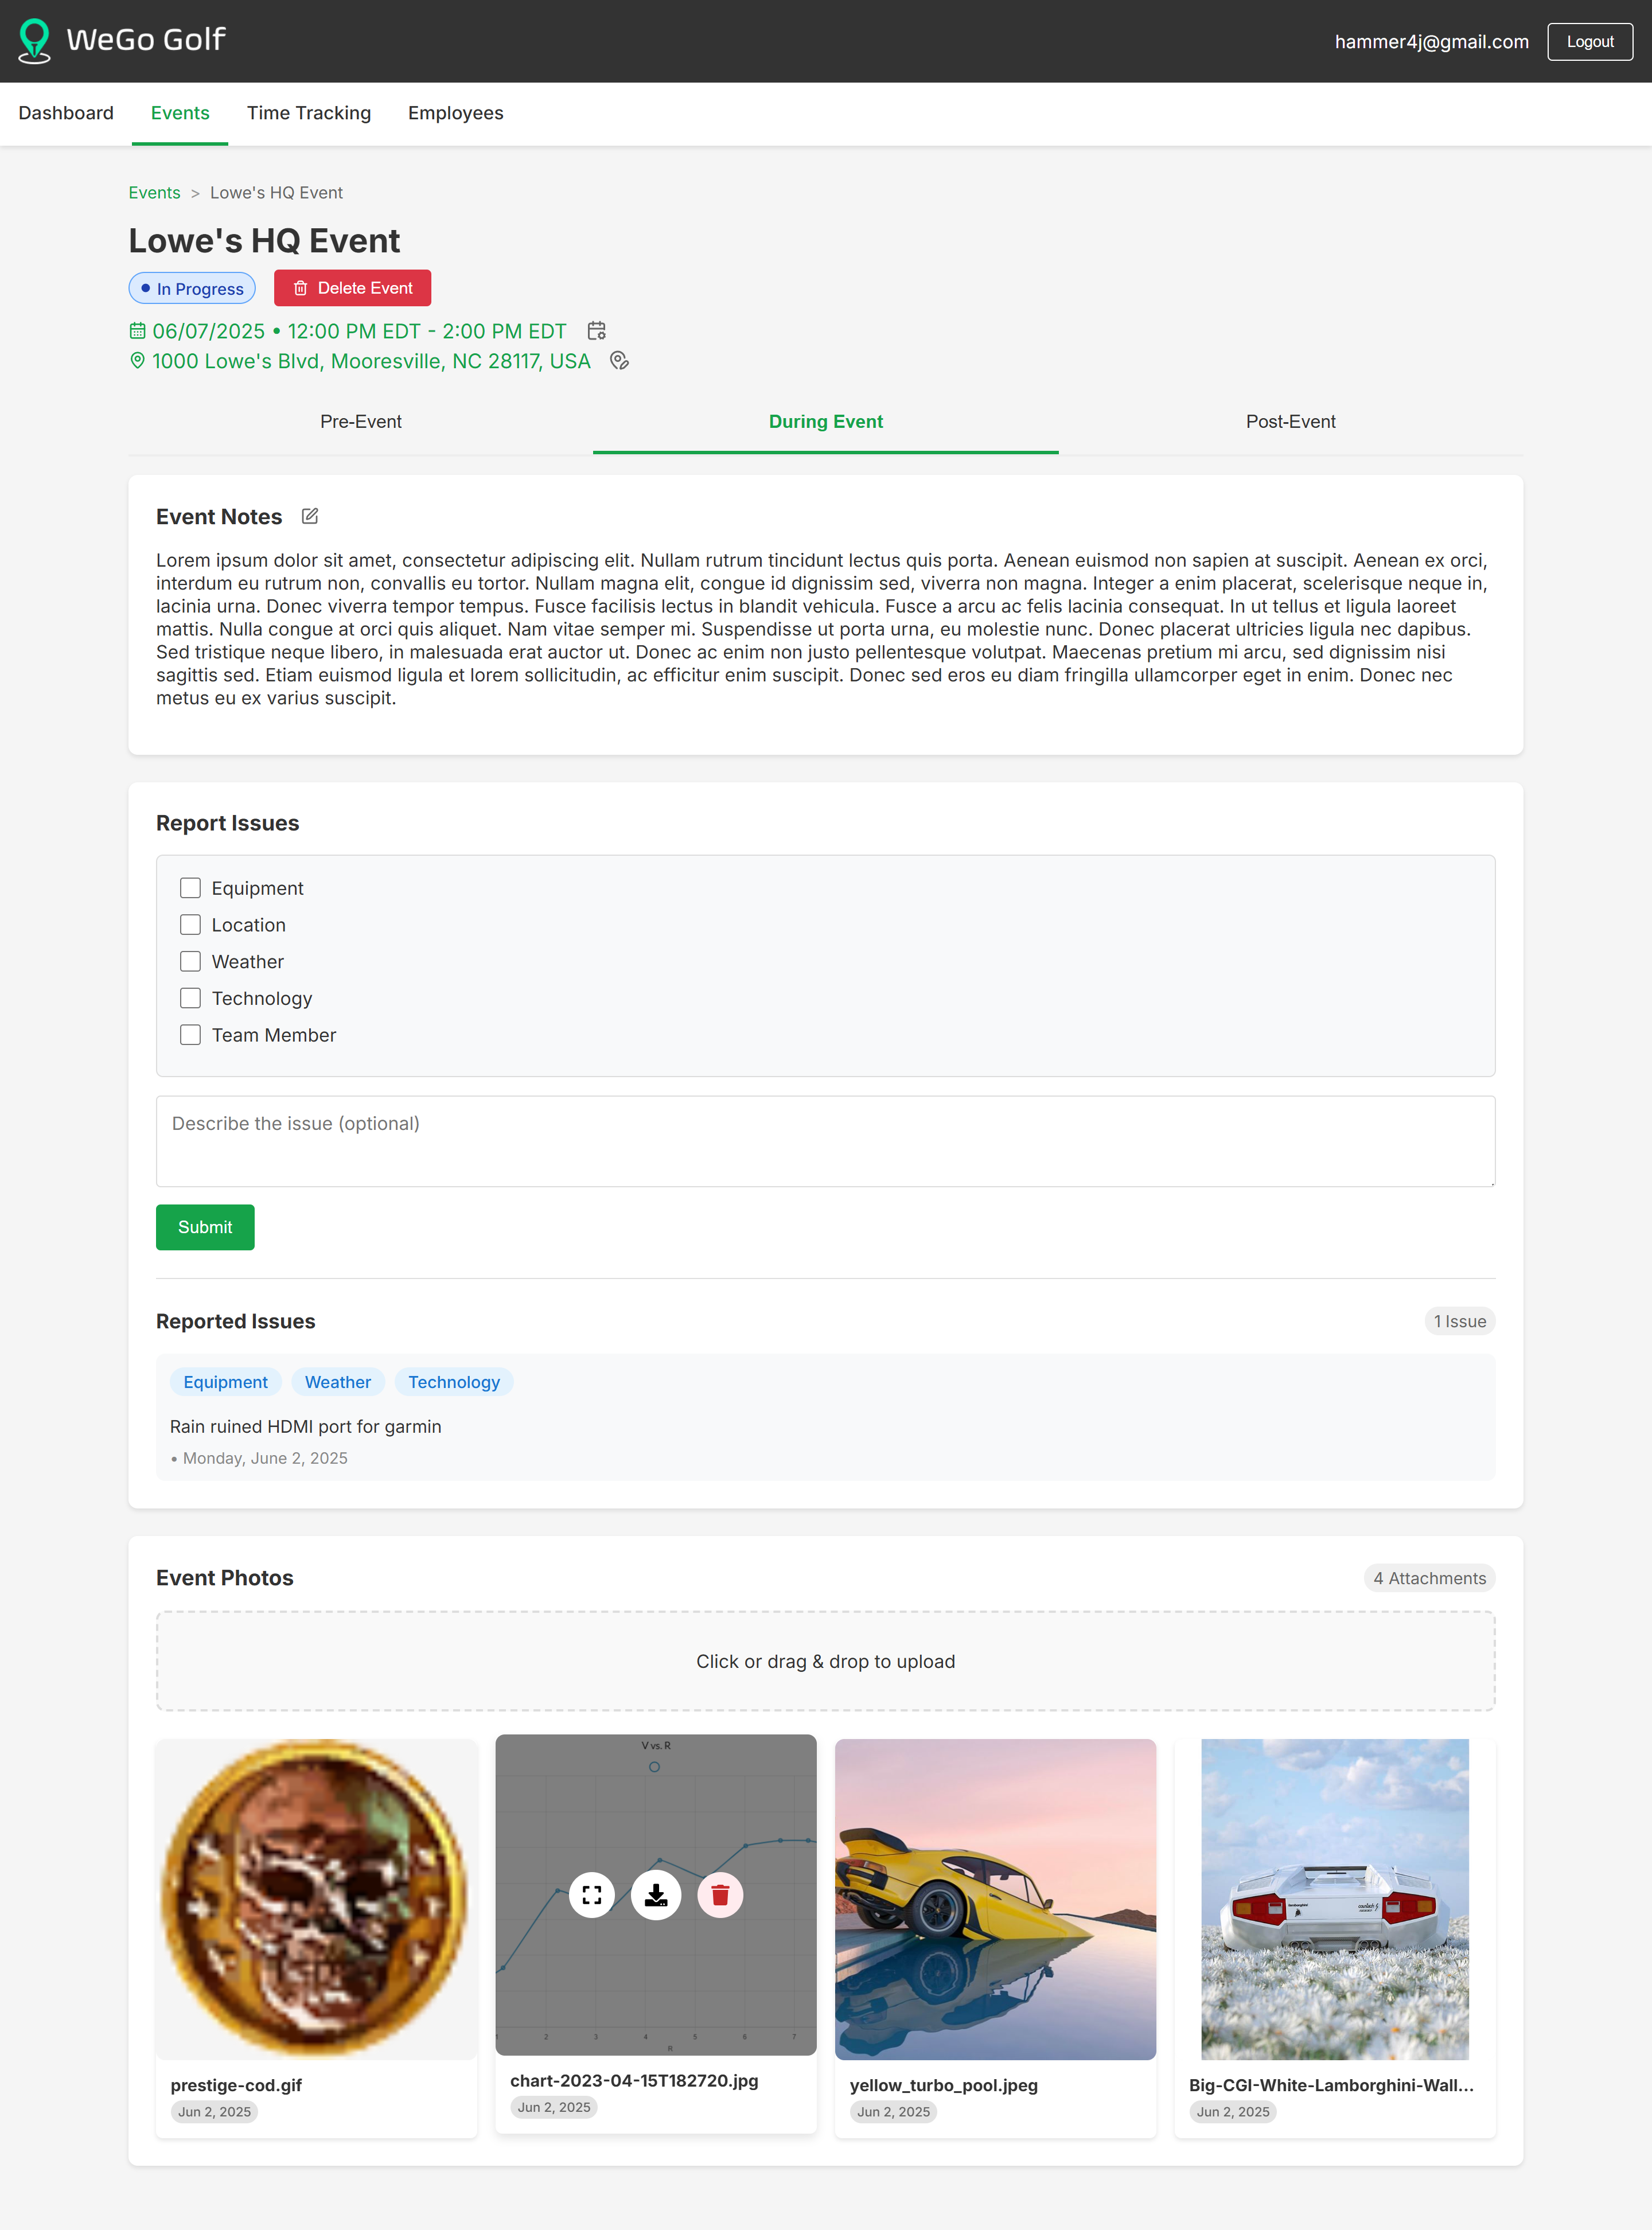 WeGo Golf
hammer4j@gmail.com
Logout
Dashboard
Events
Time Tracking
Employees
Events > Lowe's HQ Event
Lowe's HQ Event
• In Progress
Delete Event
06/07/2025 • 12:00 PM EDT - 2:00 PM EDT
1000 Lowe's Blvd, Mooresville, NC 28117, USA
Pre-Event
During Event
Post-Event
Event Notes
Lorem ipsum dolor sit amet, consectetur adipiscing elit. Nullam rutrum tincidunt lectus quis porta. Aenean euismod non sapien at suscipit. Aenean ex orci,
interdum eu rutrum non, convallis eu tortor. Nullam magna elit, congue id dignissim sed, viverra non magna. Integer a enim placerat, scelerisque neque in,
lacinia urna. Donec viverra tempor tempus. Fusce facilisis lectus in blandit vehicula. Fusce a arcu ac felis lacinia consequat. In ut tellus et ligula laoreet
mattis. Nulla congue at orci quis aliquet. Nam vitae semper mi. Suspendisse ut porta urna, eu molestie nunc. Donec placerat ultricies ligula nec dapibus.
Sed tristique neque libero, in malesuada erat auctor ut. Donec ac enim non justo pellentesque volutpat. Maecenas pretium mi arcu, sed dignissim nisi
sagittis sed. Etiam euismod ligula et lorem sollicitudin, ac efficitur enim suscipit. Donec sed eros eu diam fringilla ullamcorper eget in enim. Donec nec
metus eu ex varius suscipit.
Report Issues
Equipment
Location
Weather
Technology
Team Member
Describe the issue (optional)
Submit
Reported Issues
1 Issue
Equipment
Weather
Technology
Rain ruined HDMI port for garmin
• Monday, June 2, 2025
Event Photos
4 Attachments
Click or drag & drop to upload
V vs. R
1 2 3 4 5 6 7
R
prestige-cod.gif
Jun 2, 2025
chart-2023-04-15T182720.jpg
Jun 2, 2025
yellow_turbo_pool.jpeg
Jun 2, 2025
Big-CGI-White-Lamborghini-Wall...
Jun 2, 2025